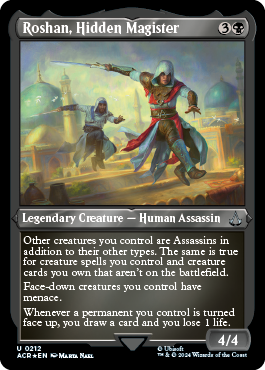 Roshan, Hidden Magister 3
Legendary Creature — Human Assassin
Other creatures you control are Assassins in
addition to their other types. The same is true
for creature spells you control and creature
cards you own that aren't on the battlefield.
Face-down creatures you control have
menace.
Whenever a permanent you control is turned
face up, you draw a card and you lose 1 life.
4/4
U 0212
ACR★EN Marta Nael
© Ubisoft
™ & © 2024 Wizards of the Coast